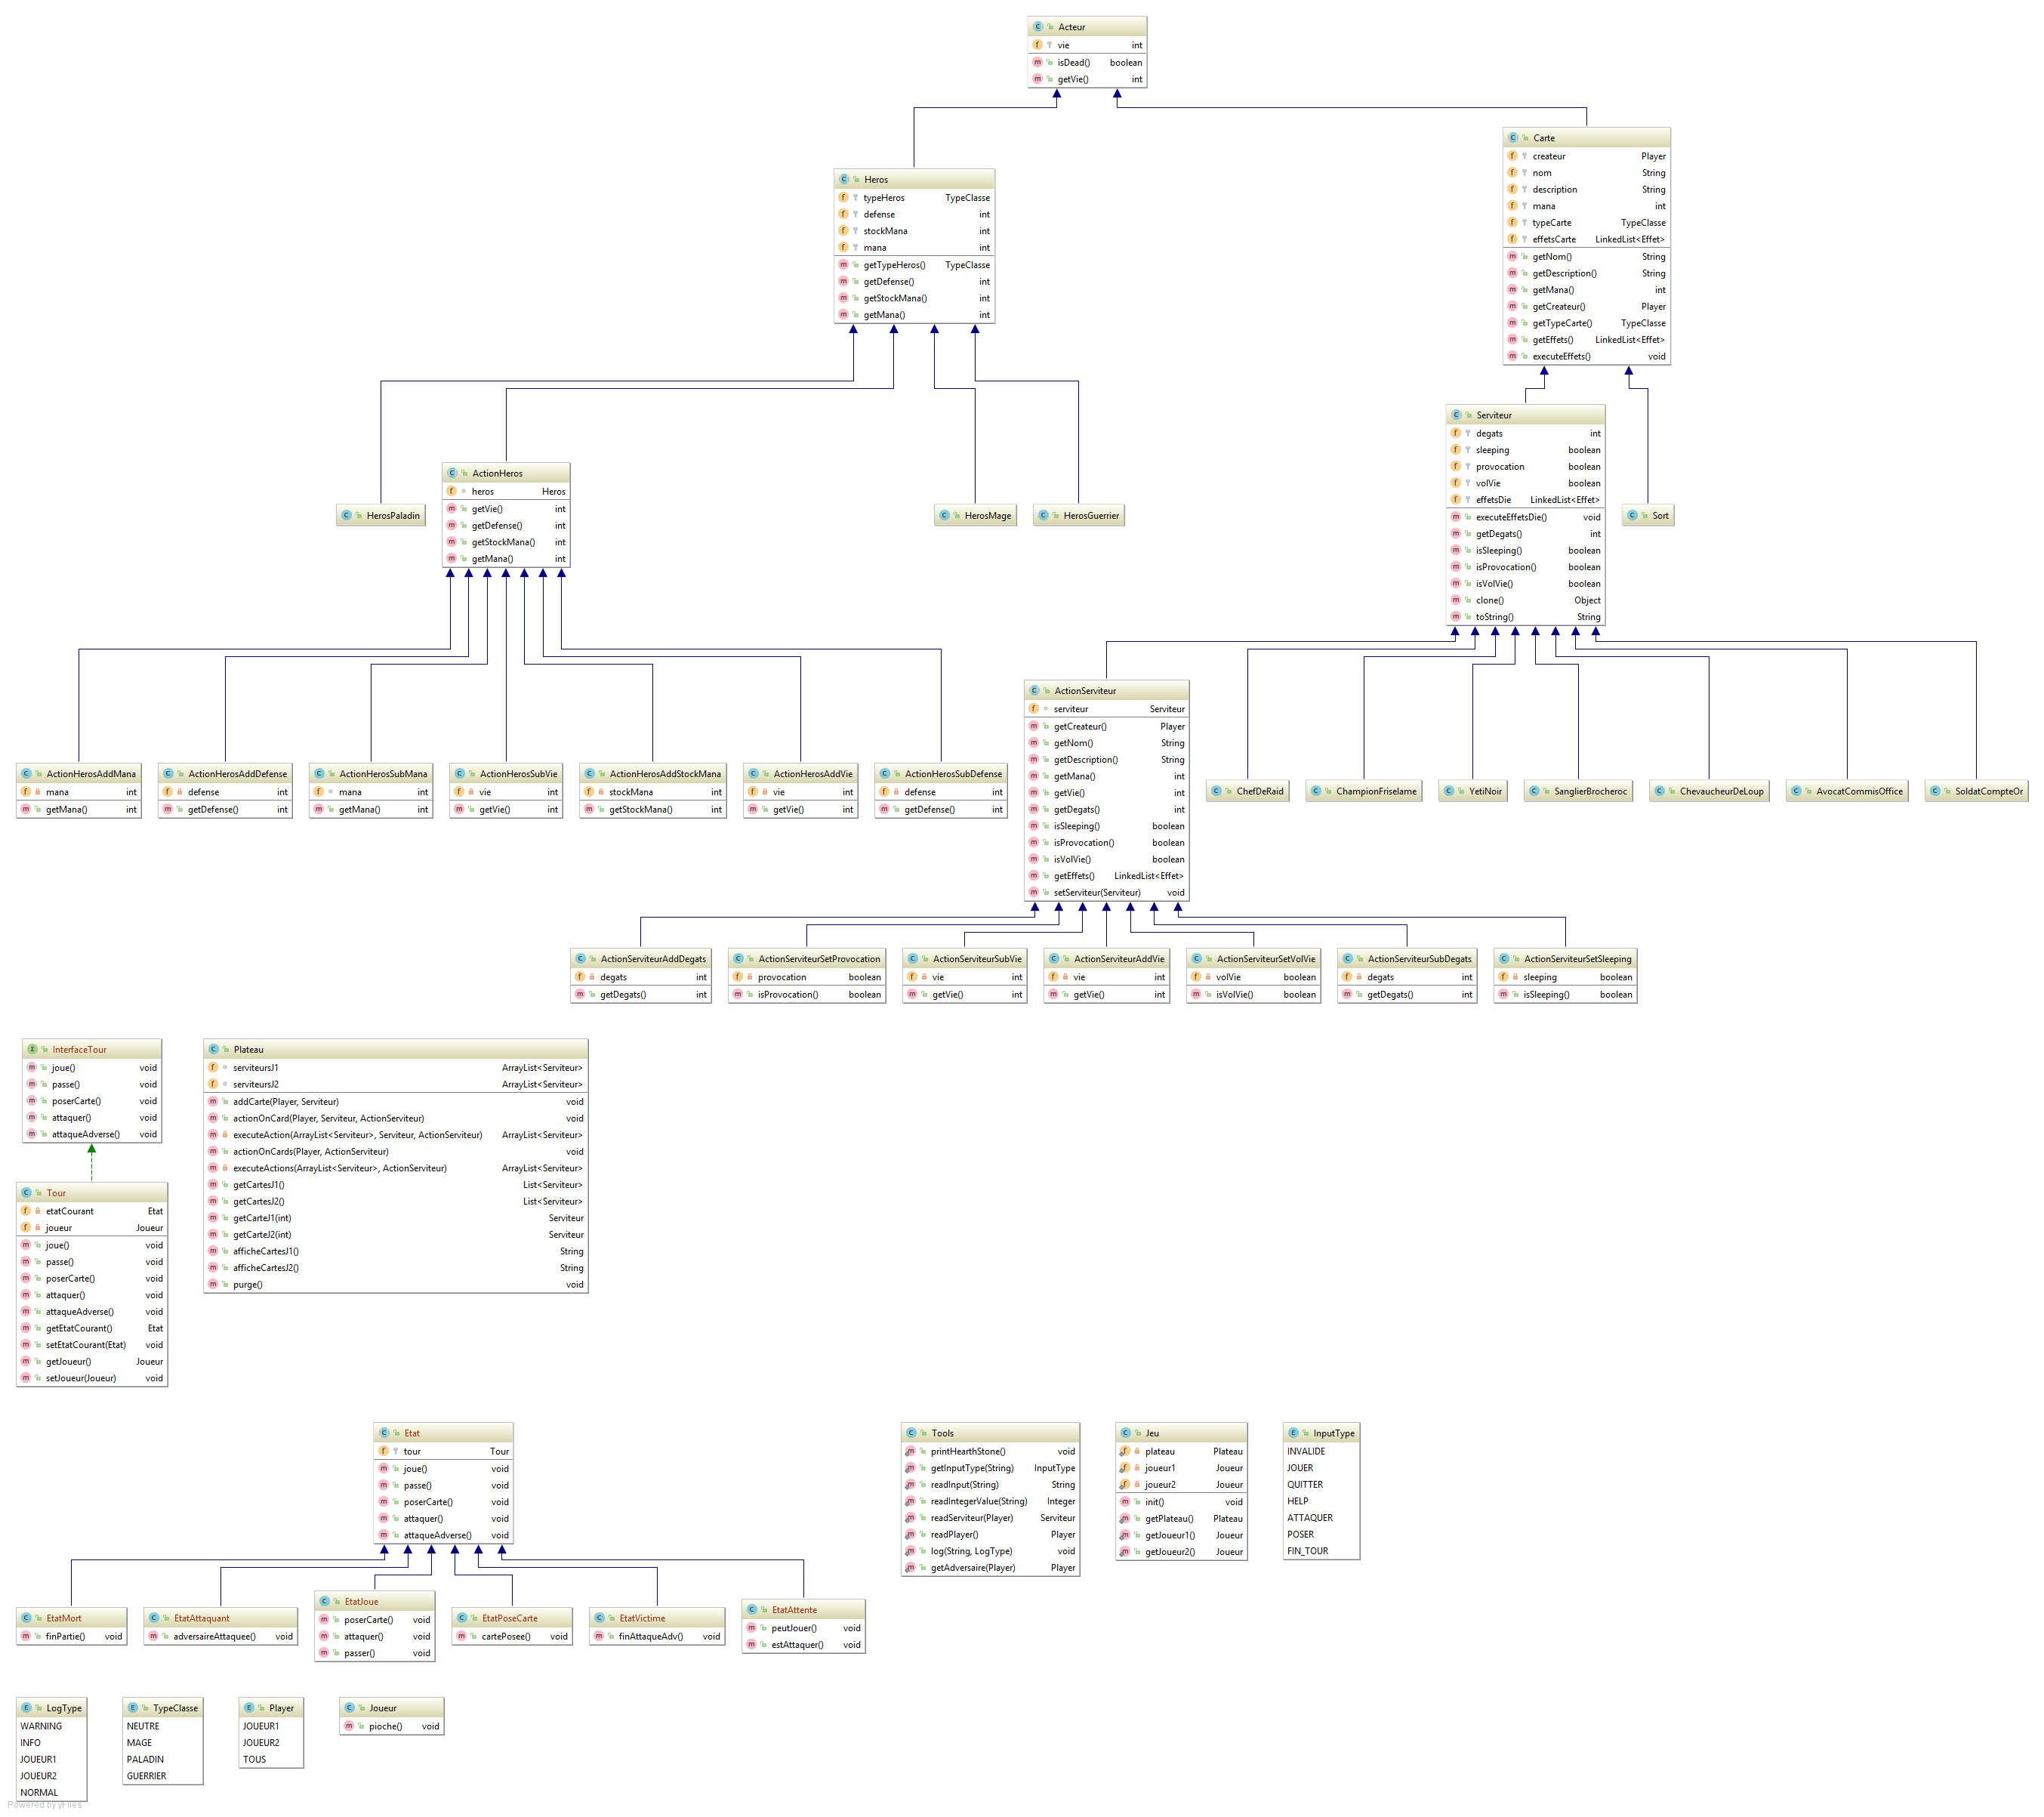 Acteur
vie int
isDead() boolean
getVie() int
Carte
createur Player
nom String
description String
mana int
typeCarte TypeClasse
effetsCarte LinkedList<Effet>
getNom() String
getDescription() String
getMana() int
getCreateur() Player
getTypeCarte() TypeClasse
getEffets() LinkedList<Effet>
executeEffets() void
Heros
typeHeros TypeClasse
defense int
stockMana int
mana int
getTypeHeros() TypeClasse
getDefense() int
getStockMana() int
getMana() int
Serviteur
degats int
sleeping boolean
provocation boolean
volVie boolean
effetsDie LinkedList<Effet>
executeEffetsDie() void
getDegats() int
isSleeping() boolean
isProvocation() boolean
isVolVie() boolean
clone() Object
toString() String
ActionHeros
heros Heros
getVie() int
getDefense() int
getStockMana() int
getMana() int
HerosPaladin
HerosMage
HerosGuerrier
Sort
ActionServiteur
serviteur Serviteur
getCreateur() Player
getNom() String
getDescription() String
getMana() int
getVie() int
getDegats() int
isSleeping() boolean
isProvocation() boolean
isVolVie() boolean
getEffets() LinkedList<Effet>
setServiteur(Serviteur) void
ActionHerosAddMana
mana int
getMana() int
ActionHerosAddDefense
defense int
getDefense() int
ActionHerosSubMana
mana int
getMana() int
ActionHerosSubVie
vie int
getVie() int
ActionHerosAddStockMana
stockMana int
getStockMana() int
ActionHerosAddVie
vie int
getVie() int
ActionHerosSubDefense
defense int
getDefense() int
ChefDeRaid
ChampionFriselame
YetiNoir
SanglierBrocheroc
ChevaucheurDeLoup
AvocatCommisOffice
SoldatCompteOr
ActionServiteurAddDegats
degats int
getDegats() int
ActionServiteurSetProvocation
provocation boolean
isProvocation() boolean
ActionServiteurSubVie
vie int
getVie() int
ActionServiteurAddVie
vie int
getVie() int
ActionServiteurSetVolVie
volVie boolean
isVolVie() boolean
ActionServiteurSubDegats
degats int
getDegats() int
ActionServiteurSetSleeping
sleeping boolean
isSleeping() boolean
InterfaceTour
joue() void
passe() void
poserCarte() void
attaquer() void
attaqueAdverse() void
Tour
etatCourant Etat
joueur Joueur
joue() void
passe() void
poserCarte() void
attaquer() void
attaqueAdverse() void
getEtatCourant() Etat
setEtatCourant(Etat) void
getJoueur() Joueur
setJoueur(Joueur) void
Plateau
serviteursJ1 ArrayList<Serviteur>
serviteursJ2 ArrayList<Serviteur>
addCarte(Player, Serviteur) void
actionOnCard(Player, Serviteur, ActionServiteur) void
executeAction(ArrayList<Serviteur>, Serviteur, ActionServiteur) ArrayList<Serviteur>
actionOnCards(Player, ActionServiteur) void
executeActions(ArrayList<Serviteur>, ActionServiteur) ArrayList<Serviteur>
getCartesJ1() List<Serviteur>
getCartesJ2() List<Serviteur>
getCarteJ1(int) Serviteur
getCarteJ2(int) Serviteur
afficheCartesJ1() String
afficheCartesJ2() String
purge() void
Etat
tour Tour
joue() void
passe() void
poserCarte() void
attaquer() void
attaqueAdverse() void
Tools
printHearthStone() void
getInputType(String) InputType
readInput(String) String
readIntegerValue(String) Integer
readServiteur(Player) Serviteur
readPlayer() Player
log(String, LogType) void
getAdversaire(Player) Player
Jeu
plateau Plateau
joueur1 Joueur
joueur2 Joueur
init() void
getPlateau() Plateau
getJoueur1() Joueur
getJoueur2() Joueur
InputType
INVALIDE
JOUER
QUITTER
HELP
ATTAQUER
POSER
FIN_TOUR
EtatMort
finPartie() void
EtatAttaquant
adversaireAttaquee() void
EtatJoue
poserCarte() void
attaquer() void
passer() void
EtatPoseCarte
cartePosee() void
EtatVictime
finAttaqueAdv() void
EtatAttente
peutJouer() void
estAttaquer() void
LogType
WARNING
INFO
JOUEUR1
JOUEUR2
NORMAL
TypeClasse
NEUTRE
MAGE
PALADIN
GUERRIER
Player
JOUEUR1
JOUEUR2
TOUS
Joueur
pioche() void
Powered by yFiles